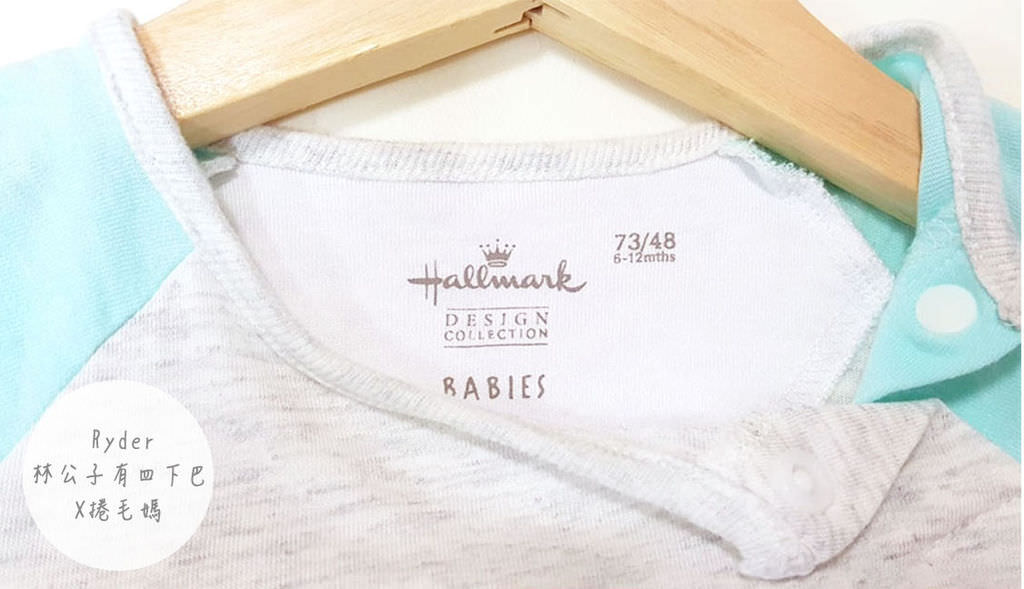 Hallmark
DESIGN
COLLECTION
BABIES
73/48
6-12mths
Ryder
林公子有四下巴
X捲毛媽